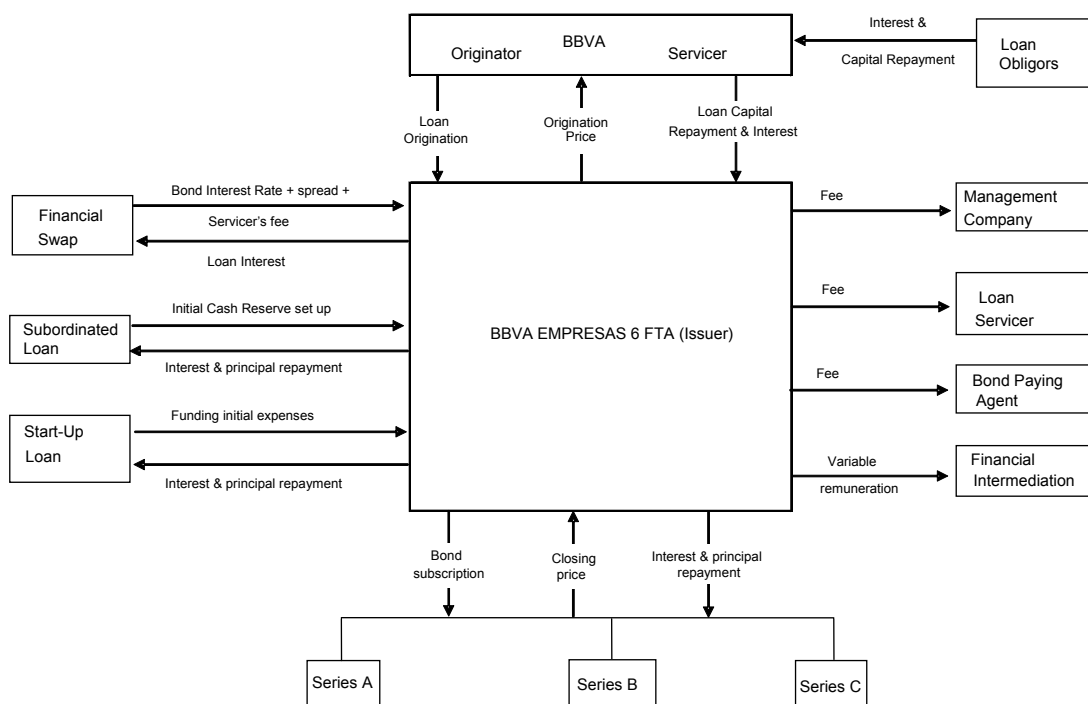 BBVA
Originator
Servicer
Interest &
Capital Repayment
Loan
Obligors
Loan
Origination
Origination
Price
Loan Capital
Repayment & Interest
Bond Interest Rate + spread +
Servicer's fee
Loan Interest
Financial
Swap
Initial Cash Reserve set up
Interest & principal repayment
Subordinated
Loan
Funding initial expenses
Interest & principal repayment
Start-Up
Loan
BBVA EMPRESAS 6 FTA (Issuer)
Fee
Management
Company
Fee
Loan
Servicer
Fee
Bond Paying
Agent
Variable
remuneration
Financial
Intermediation
Bond
subscription
Closing
price
Interest & principal
repayment
Series A
Series B
Series C